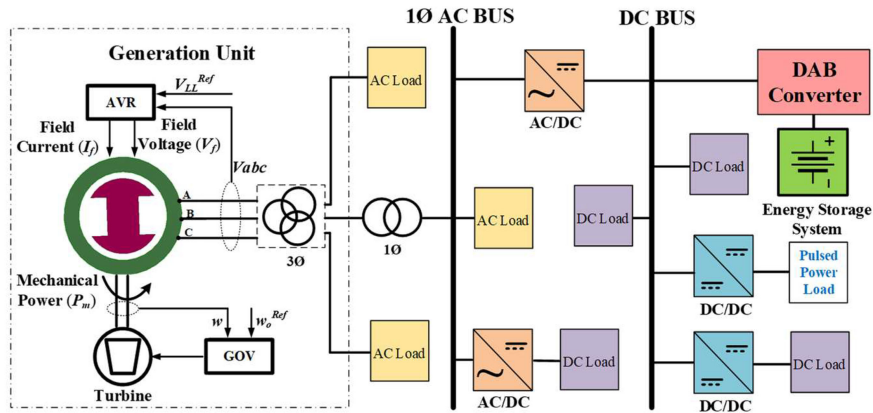 1Ø AC BUS
DC BUS
Generation Unit
AVR
V_LL^Ref
Field
Current (I_f)
Field
Voltage (V_f)
Vabc
A
B
C
3Ø
1Ø
Mechanical
Power (P_m)
w
w_o^Ref
GOV
Turbine
AC Load
AC Load
AC Load
AC/DC
AC/DC
DC Load
DC Load
DC Load
DAB
Converter
+
-
Energy Storage
System
DC/DC
Pulsed
Power
Load
DC/DC
DC Load